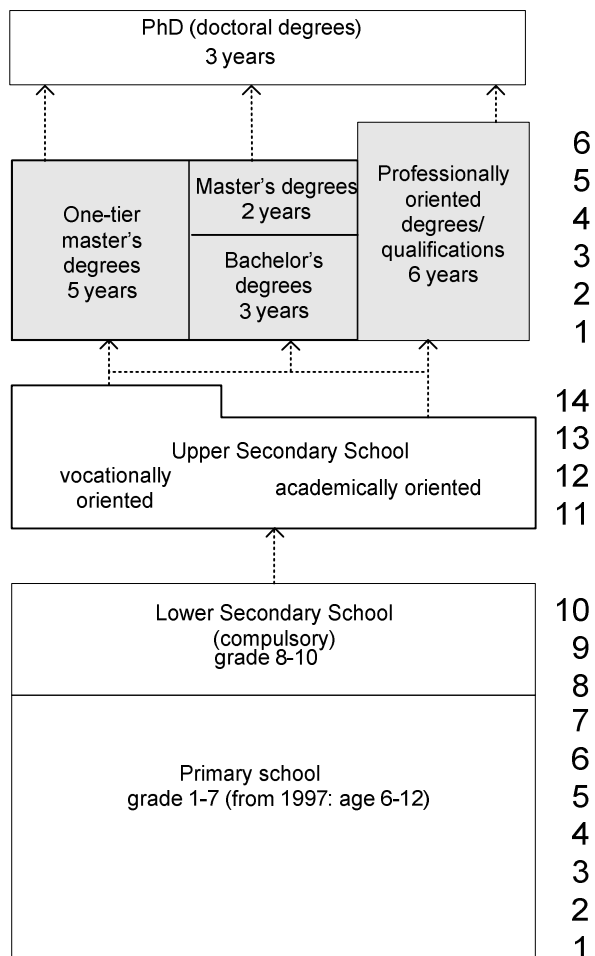 PhD (doctoral degrees)
3 years
6
5
4
3
2
1
One-tier
master's
degrees
5 years
Master's degrees
2 years
Bachelor's
degrees
3 years
Professionally
oriented
degrees/
qualifications
6 years
14
13
12
11
Upper Secondary School
vocationally
oriented
academically oriented
10
9
8
Lower Secondary School
(compulsory)
grade 8-10
7
6
5
4
3
2
1
Primary school
grade 1-7 (from 1997: age 6-12)